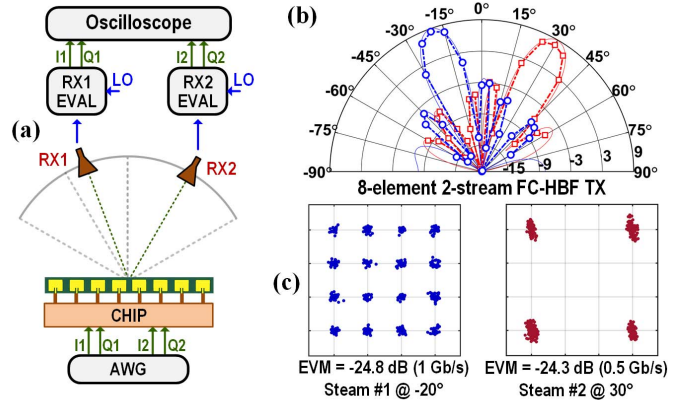 Oscilloscope
I1 Q1 I2 Q2
RX1 EVAL
LO
RX2 EVAL
LO
(a)
RX1
RX2
CHIP
I1 Q1 I2 Q2
AWG
(b)
0°
-15° 15°
-30° 30°
-45° 45°
-60° 60°
-75° 75°
-90° 90°
-15 -9 -3 3 9
8-element 2-stream FC-HBF TX
(c)
EVM = -24.8 dB (1 Gb/s)
Steam #1 @ -20°
EVM = -24.3 dB (0.5 Gb/s)
Steam #2 @ 30°